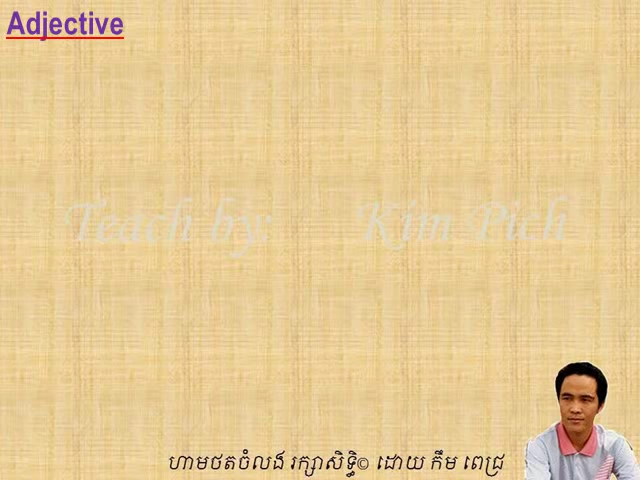 Adjective
Teach by: Kim Pich
ហាមថតចំលង រក្សាសិទ្ធិ© ដោយ កឹម ពេជ្រ